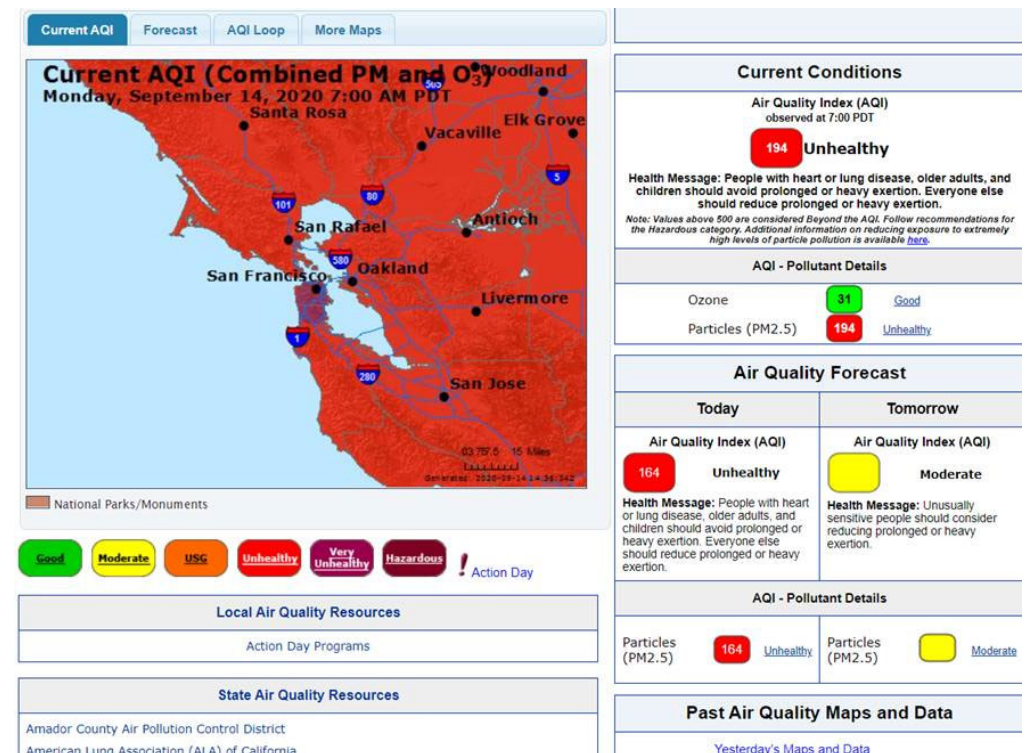 Current AQI
Forecast
AQI Loop
More Maps
Current AQI (Combined PM and O3)
Monday, September 14, 2020 7:00 AM PDT
Woodland
505
Santa Rosa
Vacaville
Elk Grove
5
80
101
San Rafael
Antioch
580
San Francisco
Oakland
Livermore
1
280
San Jose
15 Miles
National Parks/Monuments
Good
Moderate
USG
Unhealthy
Very
Unhealthy
Hazardous
! Action Day
Local Air Quality Resources
Action Day Programs
State Air Quality Resources
Amador County Air Pollution Control District
American Lung Association (ALA) of California
Current Conditions
Air Quality Index (AQI)
observed at 7:00 PDT
194 Unhealthy
Health Message: People with heart or lung disease, older adults, and
children should avoid prolonged or heavy exertion. Everyone else
should reduce prolonged or heavy exertion.
Note: Values above 500 are considered Beyond the AQI. Follow recommendations for
the Hazardous category. Additional information on reducing exposure to extremely
high levels of particle pollution is available here.
AQI - Pollutant Details
Ozone 31 Good
Particles (PM2.5) 194 Unhealthy
Air Quality Forecast
Today
Air Quality Index (AQI)
164 Unhealthy
Health Message: People with heart
or lung disease, older adults, and
children should avoid prolonged or
heavy exertion. Everyone else
should reduce prolonged or heavy
exertion.
Tomorrow
Air Quality Index (AQI)
Moderate
Health Message: Unusually
sensitive people should consider
reducing prolonged or heavy
exertion.
AQI - Pollutant Details
Particles
(PM2.5)
164 Unhealthy
Particles
(PM2.5)
Moderate
Past Air Quality Maps and Data
Yesterday's Maps and Data